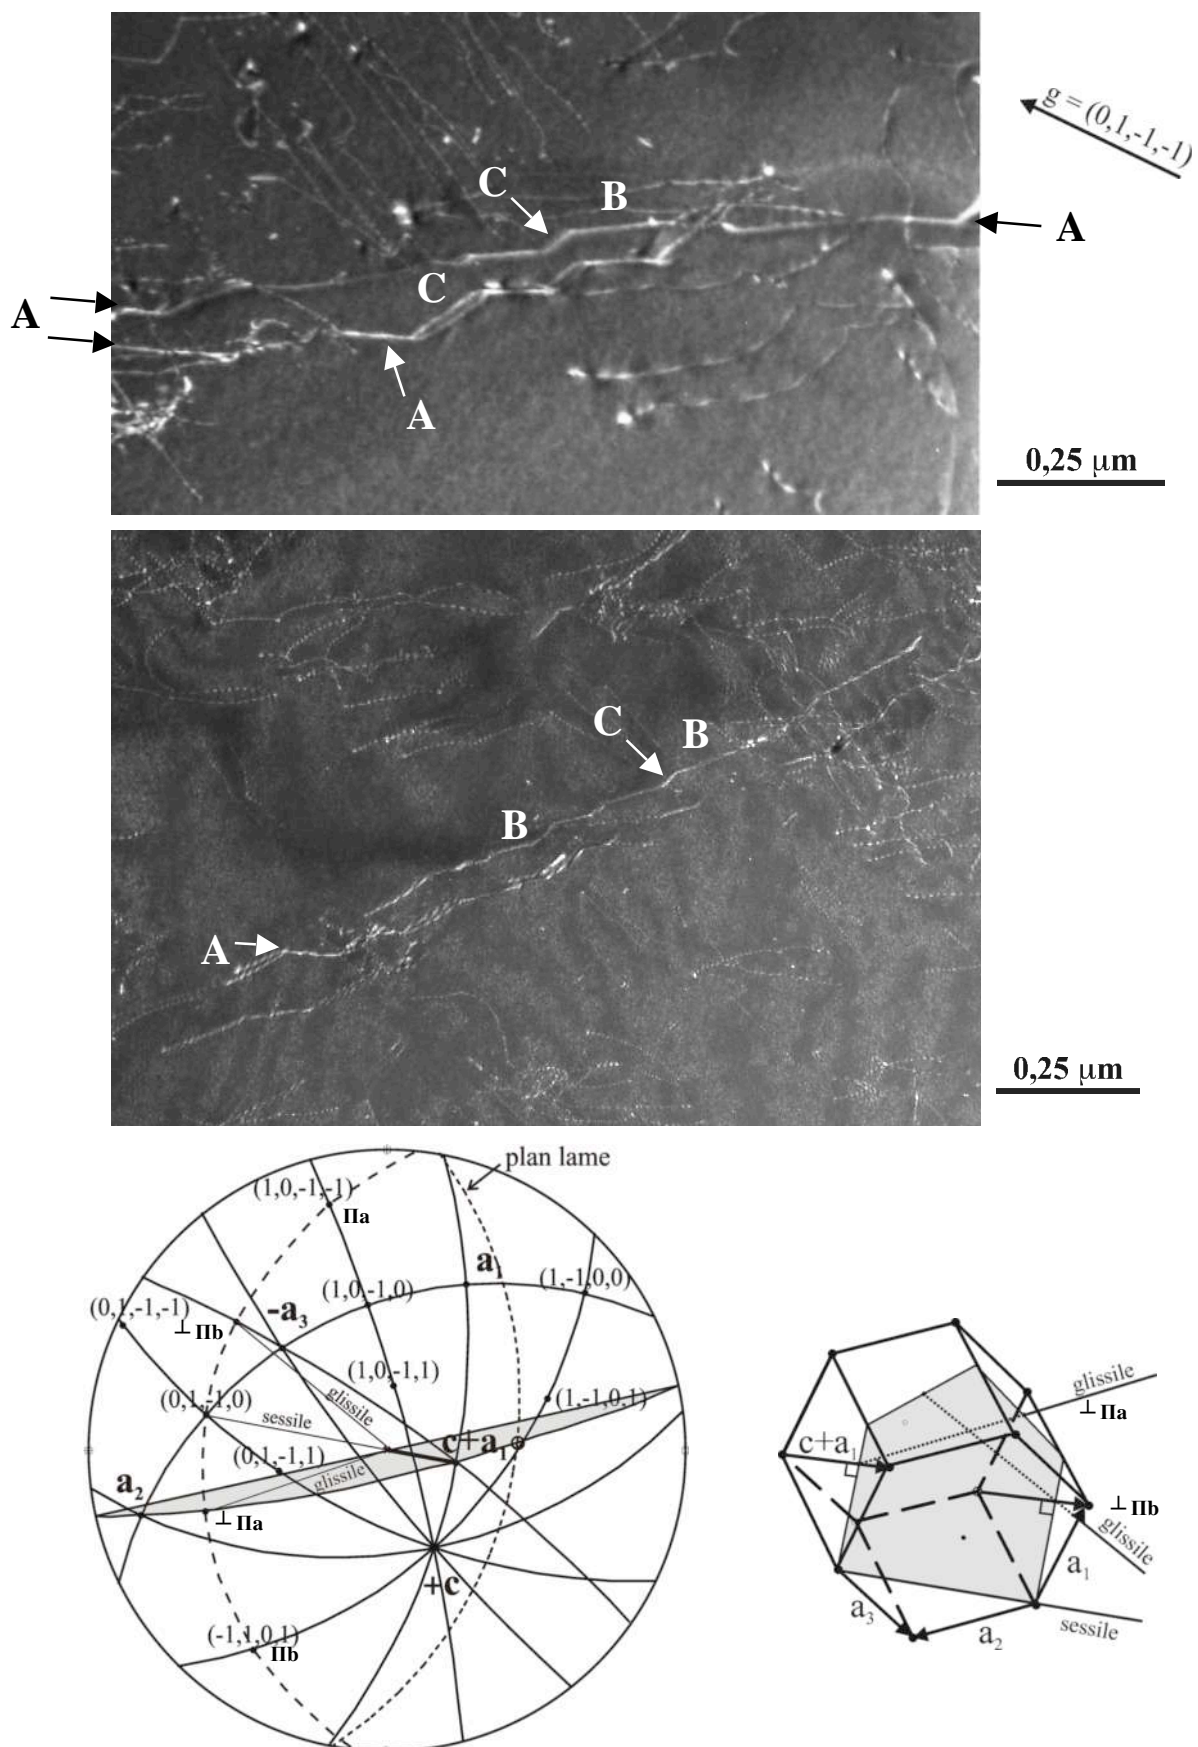 g = (0,1,-1,-1)
C
B
A
C
A
A
0,25 µm
C
B
B
A
0,25 µm
plan lame
(1,0,-1,-1)
Πa
a1
(1,0,-1,0)
(1,-1,0,0)
(0,1,-1,-1)
-a3
⊥ Πb
(1,0,-1,1)
glissile
(1,-1,0,1)
(0,1,-1,0)
sessile
c+a1
(0,1,-1,1)
glissile
a2
⊥ Πa
+c
(-1,1,0,1)
Πb
glissile
⊥ Πa
c+a1
⊥ Πb
glissile
a1
a3
a2
sessile